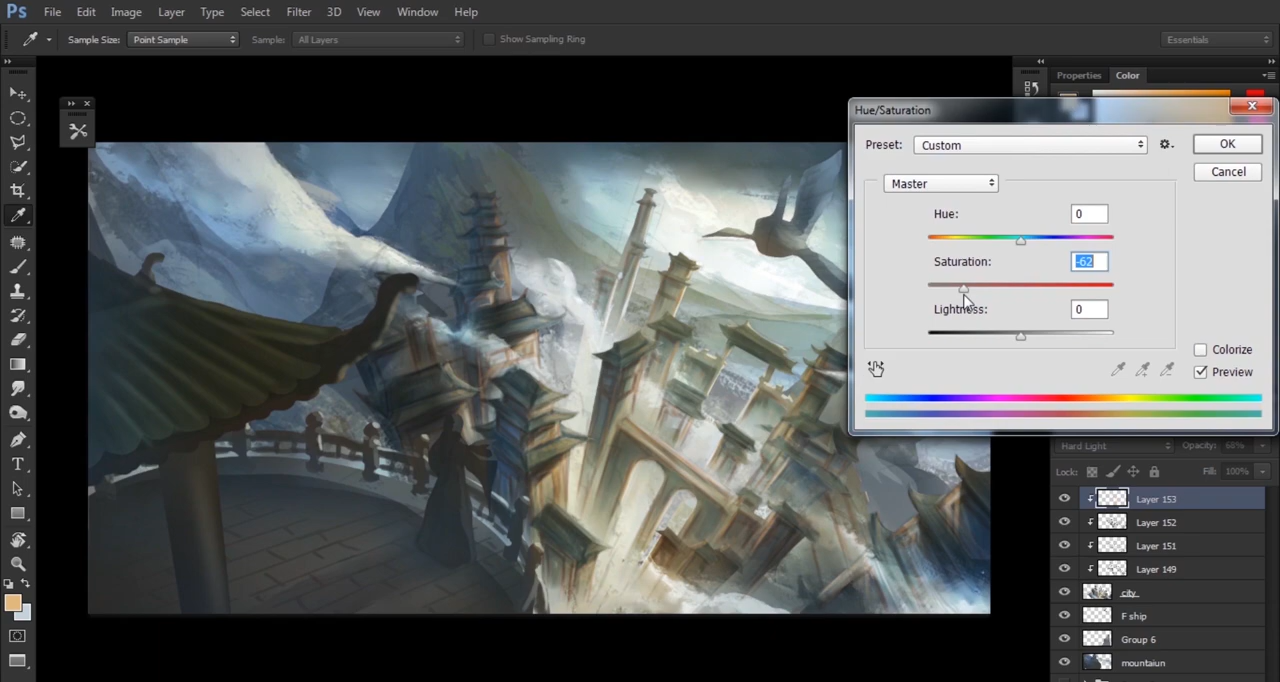 Ps File Edit Image Layer Type Select Filter 3D View Window Help
Sample Size: Point Sample Sample: All Layers Show Sampling Ring Essentials
Properties Color
Hue/Saturation
Preset: Custom OK
Cancel
Master
Hue: 0
Saturation: -62
Lightness: 0
Colorize
Preview
Hard Light Opacity: 68%
Lock: Fill: 100%
Layer 153
Layer 152
Layer 151
Layer 149
city
F ship
Group 6
mountaiun
T